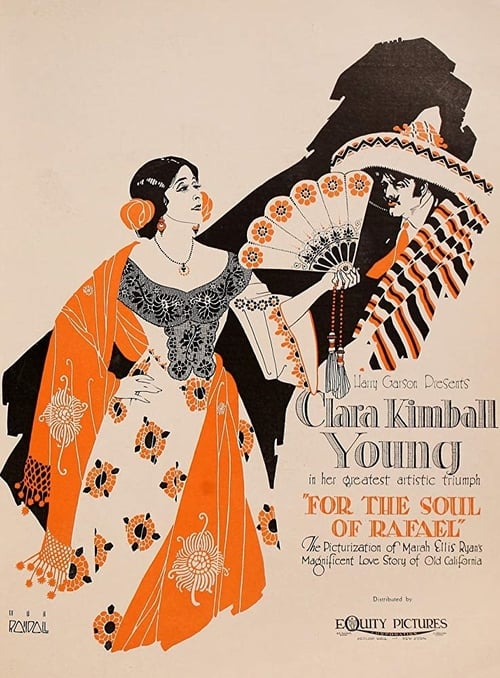 Harry Garson Presents
Clara Kimball
Young
in her greatest artistic triumph
"FOR THE SOUL
OF RAFAEL"
The Picturization of Marah Ellis Ryan's
Magnificent Love Story of Old California
Distributed by
EQUITY PICTURES
CORPORATION
RANDALL